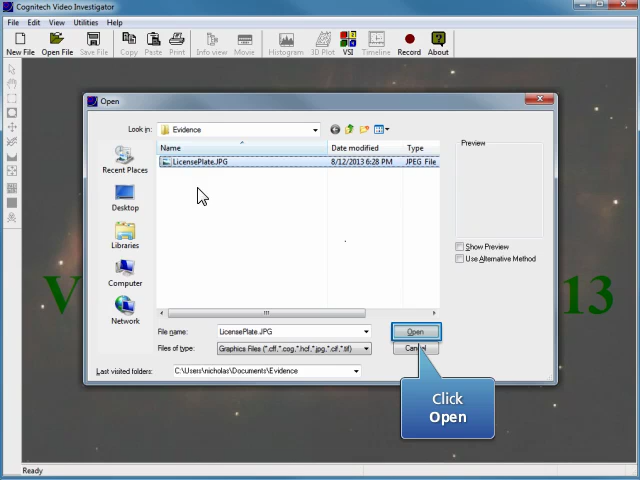 Cognitech Video Investigator
File Edit View Utilities Help
New File Open File Save File Copy Paste Print Info view Movie Histogram 3D Plot VSI Timeline Record About
Open
Look in: Evidence
Name Date modified Type
LicensePlate.JPG 8/12/2013 6:28 PM JPEG File
Preview
Recent Places
Desktop
Libraries
Computer
Network
Show Preview
Use Alternative Method
V 13
File name: LicensePlate.JPG Open
Files of type: Graphics Files (*.cff,*.cog,*.hcf,*.jpg,*.cif,*.tif) Cancel
Last visited folders: C:\Users\nicholas\Documents\Evidence
Click
Open
Ready